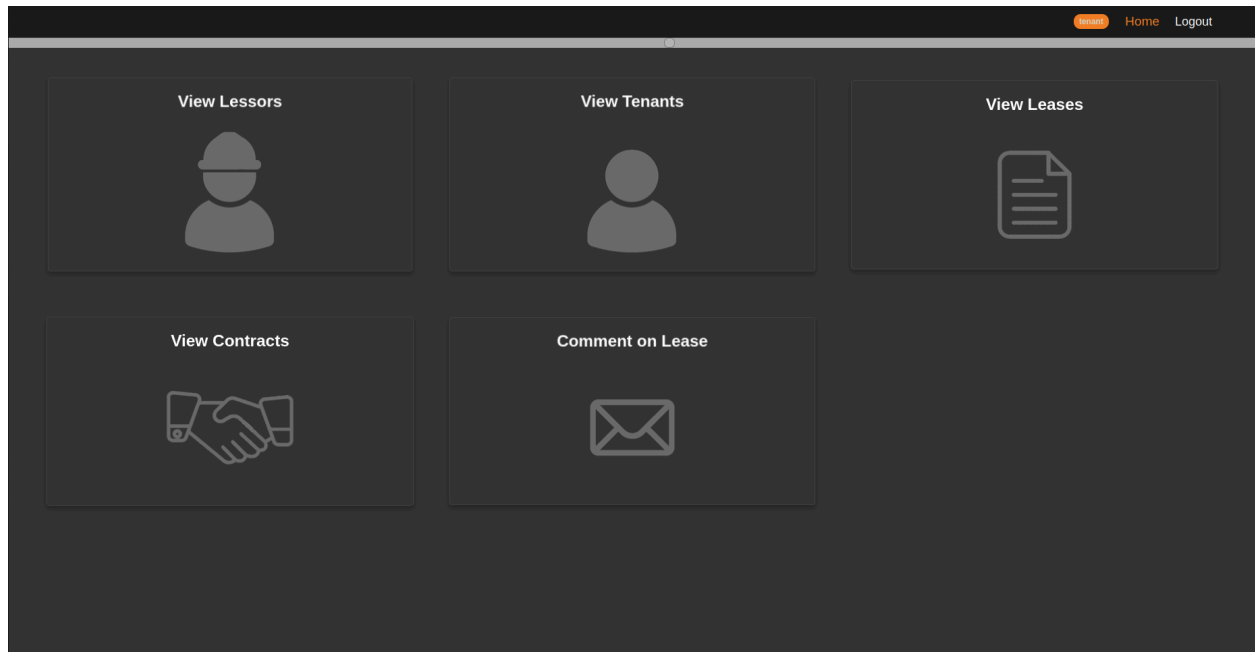 tenant Home Logout
View Lessors
View Tenants
View Leases
View Contracts
Comment on Lease